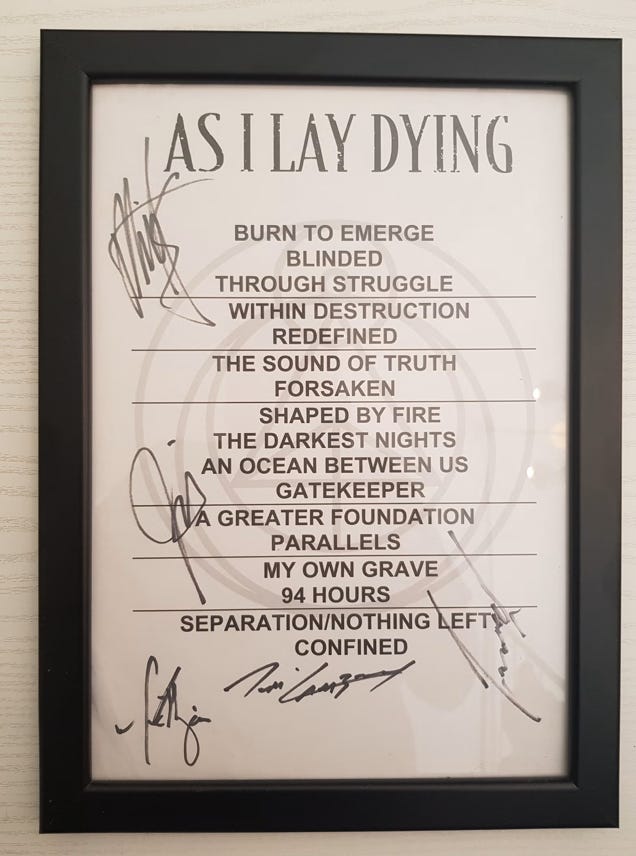 AS I LAY DYING
BURN TO EMERGE
BLINDED
THROUGH STRUGGLE
WITHIN DESTRUCTION
REDEFINED
THE SOUND OF TRUTH
FORSAKEN
SHAPED BY FIRE
THE DARKEST NIGHTS
AN OCEAN BETWEEN US
GATEKEEPER
A GREATER FOUNDATION
PARALLELS
MY OWN GRAVE
94 HOURS
SEPARATION/NOTHING LEFT
CONFINED